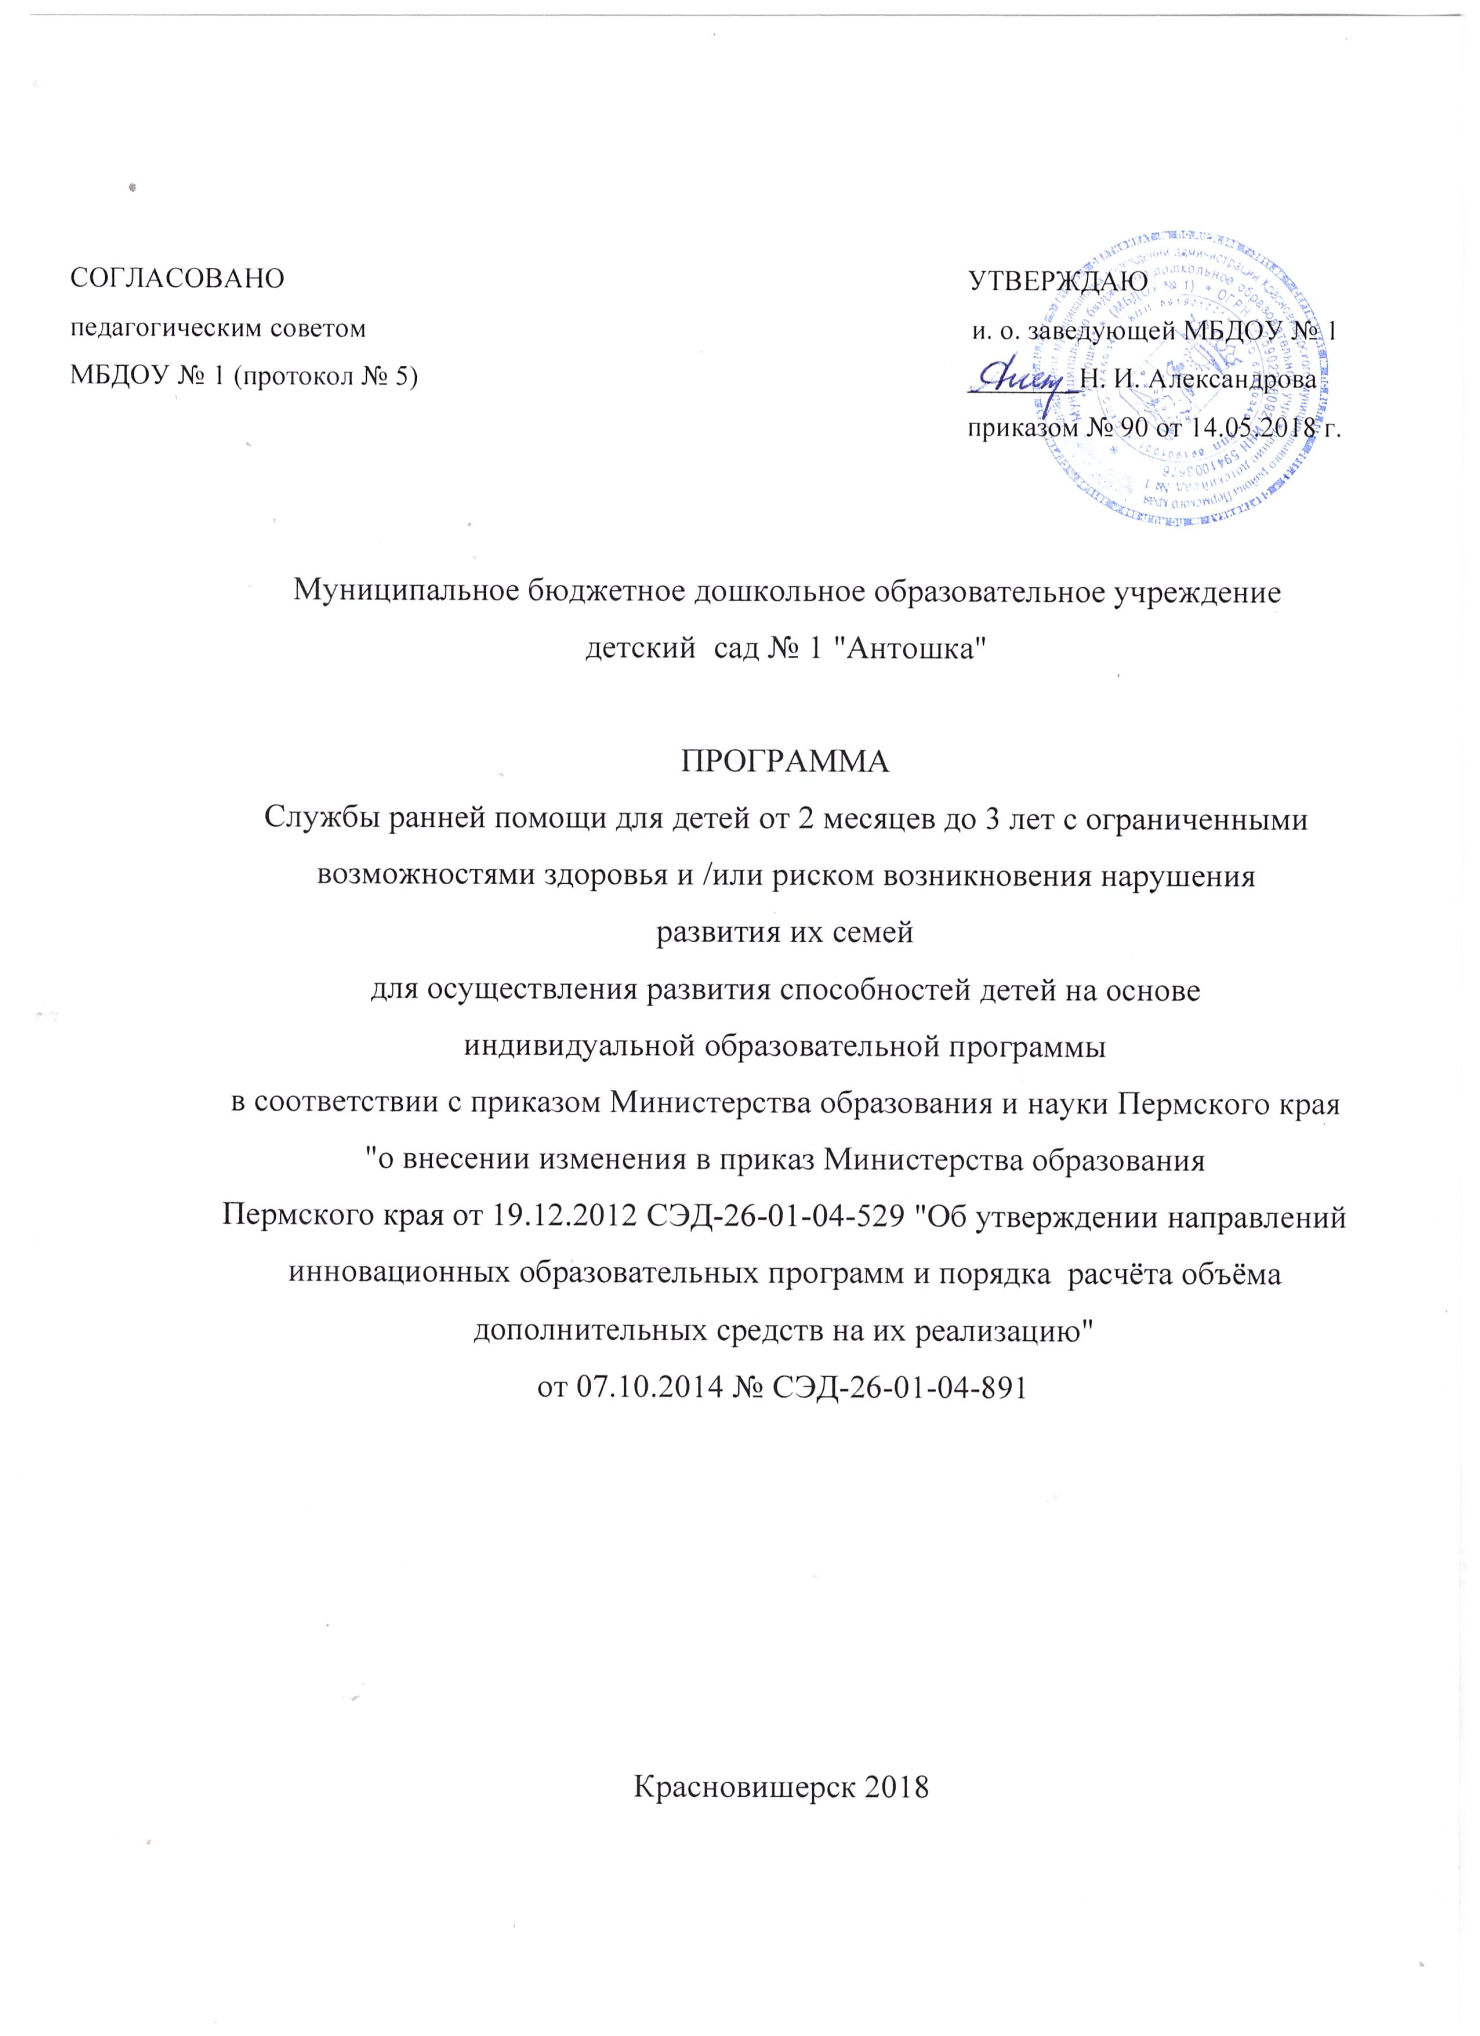 СОГЛАСОВАНО
педагогическим советом
МБДОУ № 1 (протокол № 5)
УТВЕРЖДАЮ
и. о. заведующей МБДОУ № 1
Н. И. Александрова
приказом № 90 от 14.05.2018 г.
Муниципальное бюджетное дошкольное образовательное учреждение
детский  сад № 1 "Антошка"
ПРОГРАММА
Службы ранней помощи для детей от 2 месяцев до 3 лет с ограниченными
возможностями здоровья и /или риском возникновения нарушения
развития их семей
для осуществления развития способностей детей на основе
индивидуальной образовательной программы
в соответствии с приказом Министерства образования и науки Пермского края
"о внесении изменения в приказ Министерства образования
Пермского края от 19.12.2012 СЭД-26-01-04-529 "Об утверждении направлений
инновационных образовательных программ и порядка  расчёта объёма
дополнительных средств на их реализацию"
от 07.10.2014 № СЭД-26-01-04-891
Красновишерск 2018